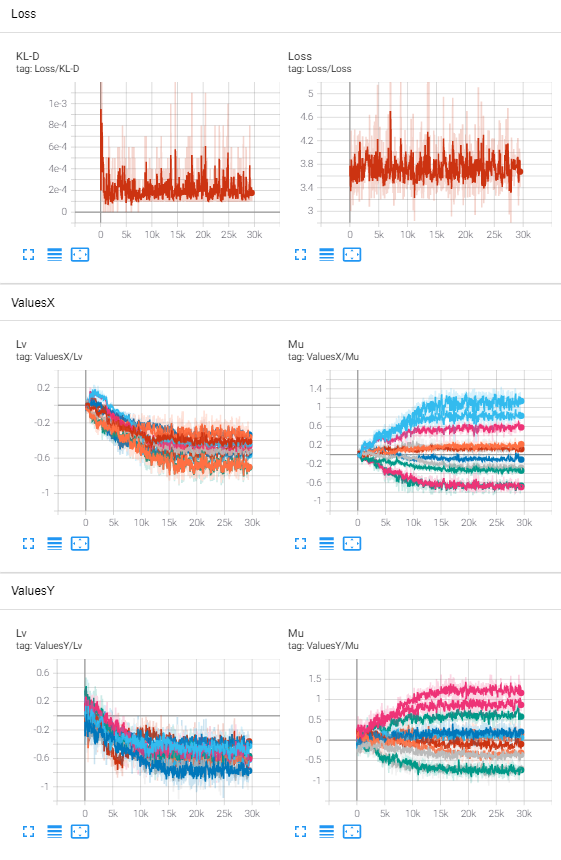 Loss
KL-D
tag: Loss/KL-D
1e-3
8e-4
6e-4
4e-4
2e-4
0
0 5k 10k 15k 20k 25k 30k
Loss
tag: Loss/Loss
5
4.6
4.2
3.8
3.4
3
0 5k 10k 15k 20k 25k 30k
ValuesX
Lv
tag: ValuesX/Lv
0.2
-0.2
-0.6
-1
0 5k 10k 15k 20k 25k 30k
Mu
tag: ValuesX/Mu
1.4
1
0.6
0.2
-0.2
-0.6
-1
0 5k 10k 15k 20k 25k 30k
ValuesY
Lv
tag: ValuesY/Lv
0.6
0.2
-0.2
-0.6
-1
0 5k 10k 15k 20k 25k 30k
Mu
tag: ValuesY/Mu
1.5
1
0.5
0
-0.5
-1
0 5k 10k 15k 20k 25k 30k